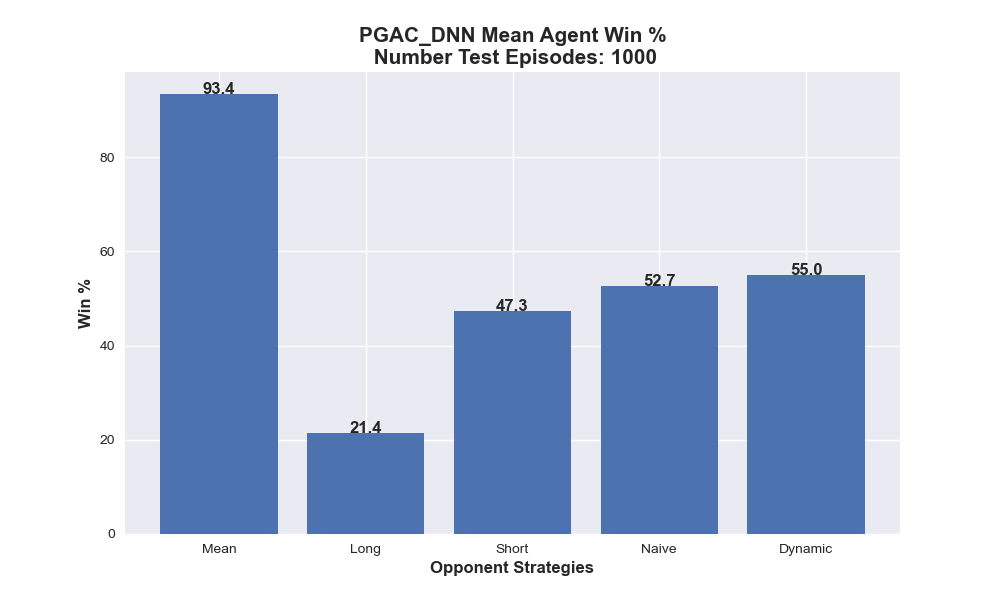 PGAC_DNN Mean Agent Win %
Number Test Episodes: 1000
93.4
21.4
47.3
52.7
55.0
80
60
40
20
0
Win %
Mean
Long
Short
Naive
Dynamic
Opponent Strategies